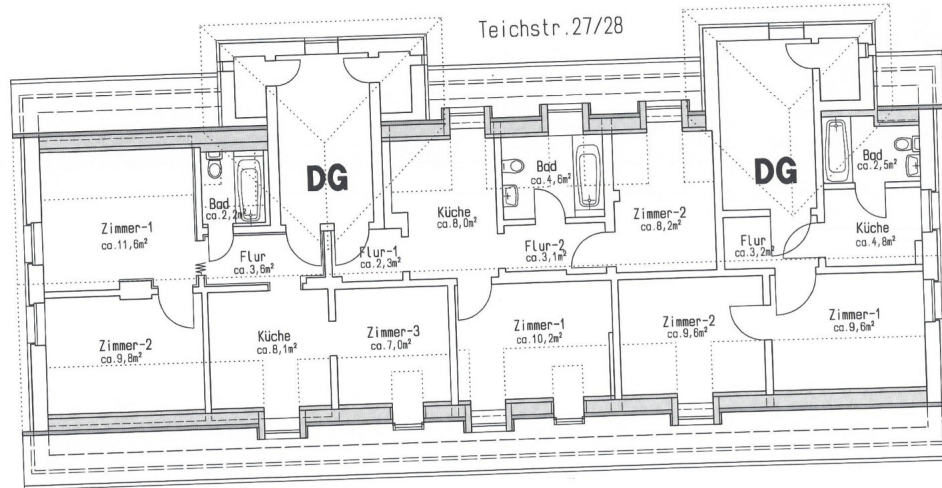 Teichstr. 27/28
DG
DG
Bad
ca.2,2m²
Bad
ca.4,6m²
Bad
ca.2,5m²
Zimmer-1
ca.11,6m²
Küche
ca.8,0m²
Zimmer-2
ca.8,2m²
Küche
ca.4,8m²
Flur
ca.3,6m²
Flur-1
ca.2,3m²
Flur-2
ca.3,1m²
Flur
ca.3,2m²
Zimmer-2
ca.9,8m²
Küche
ca.8,1m²
Zimmer-3
ca.7,0m²
Zimmer-1
ca.10,2m²
Zimmer-2
ca.9,6m²
Zimmer-1
ca.9,6m²